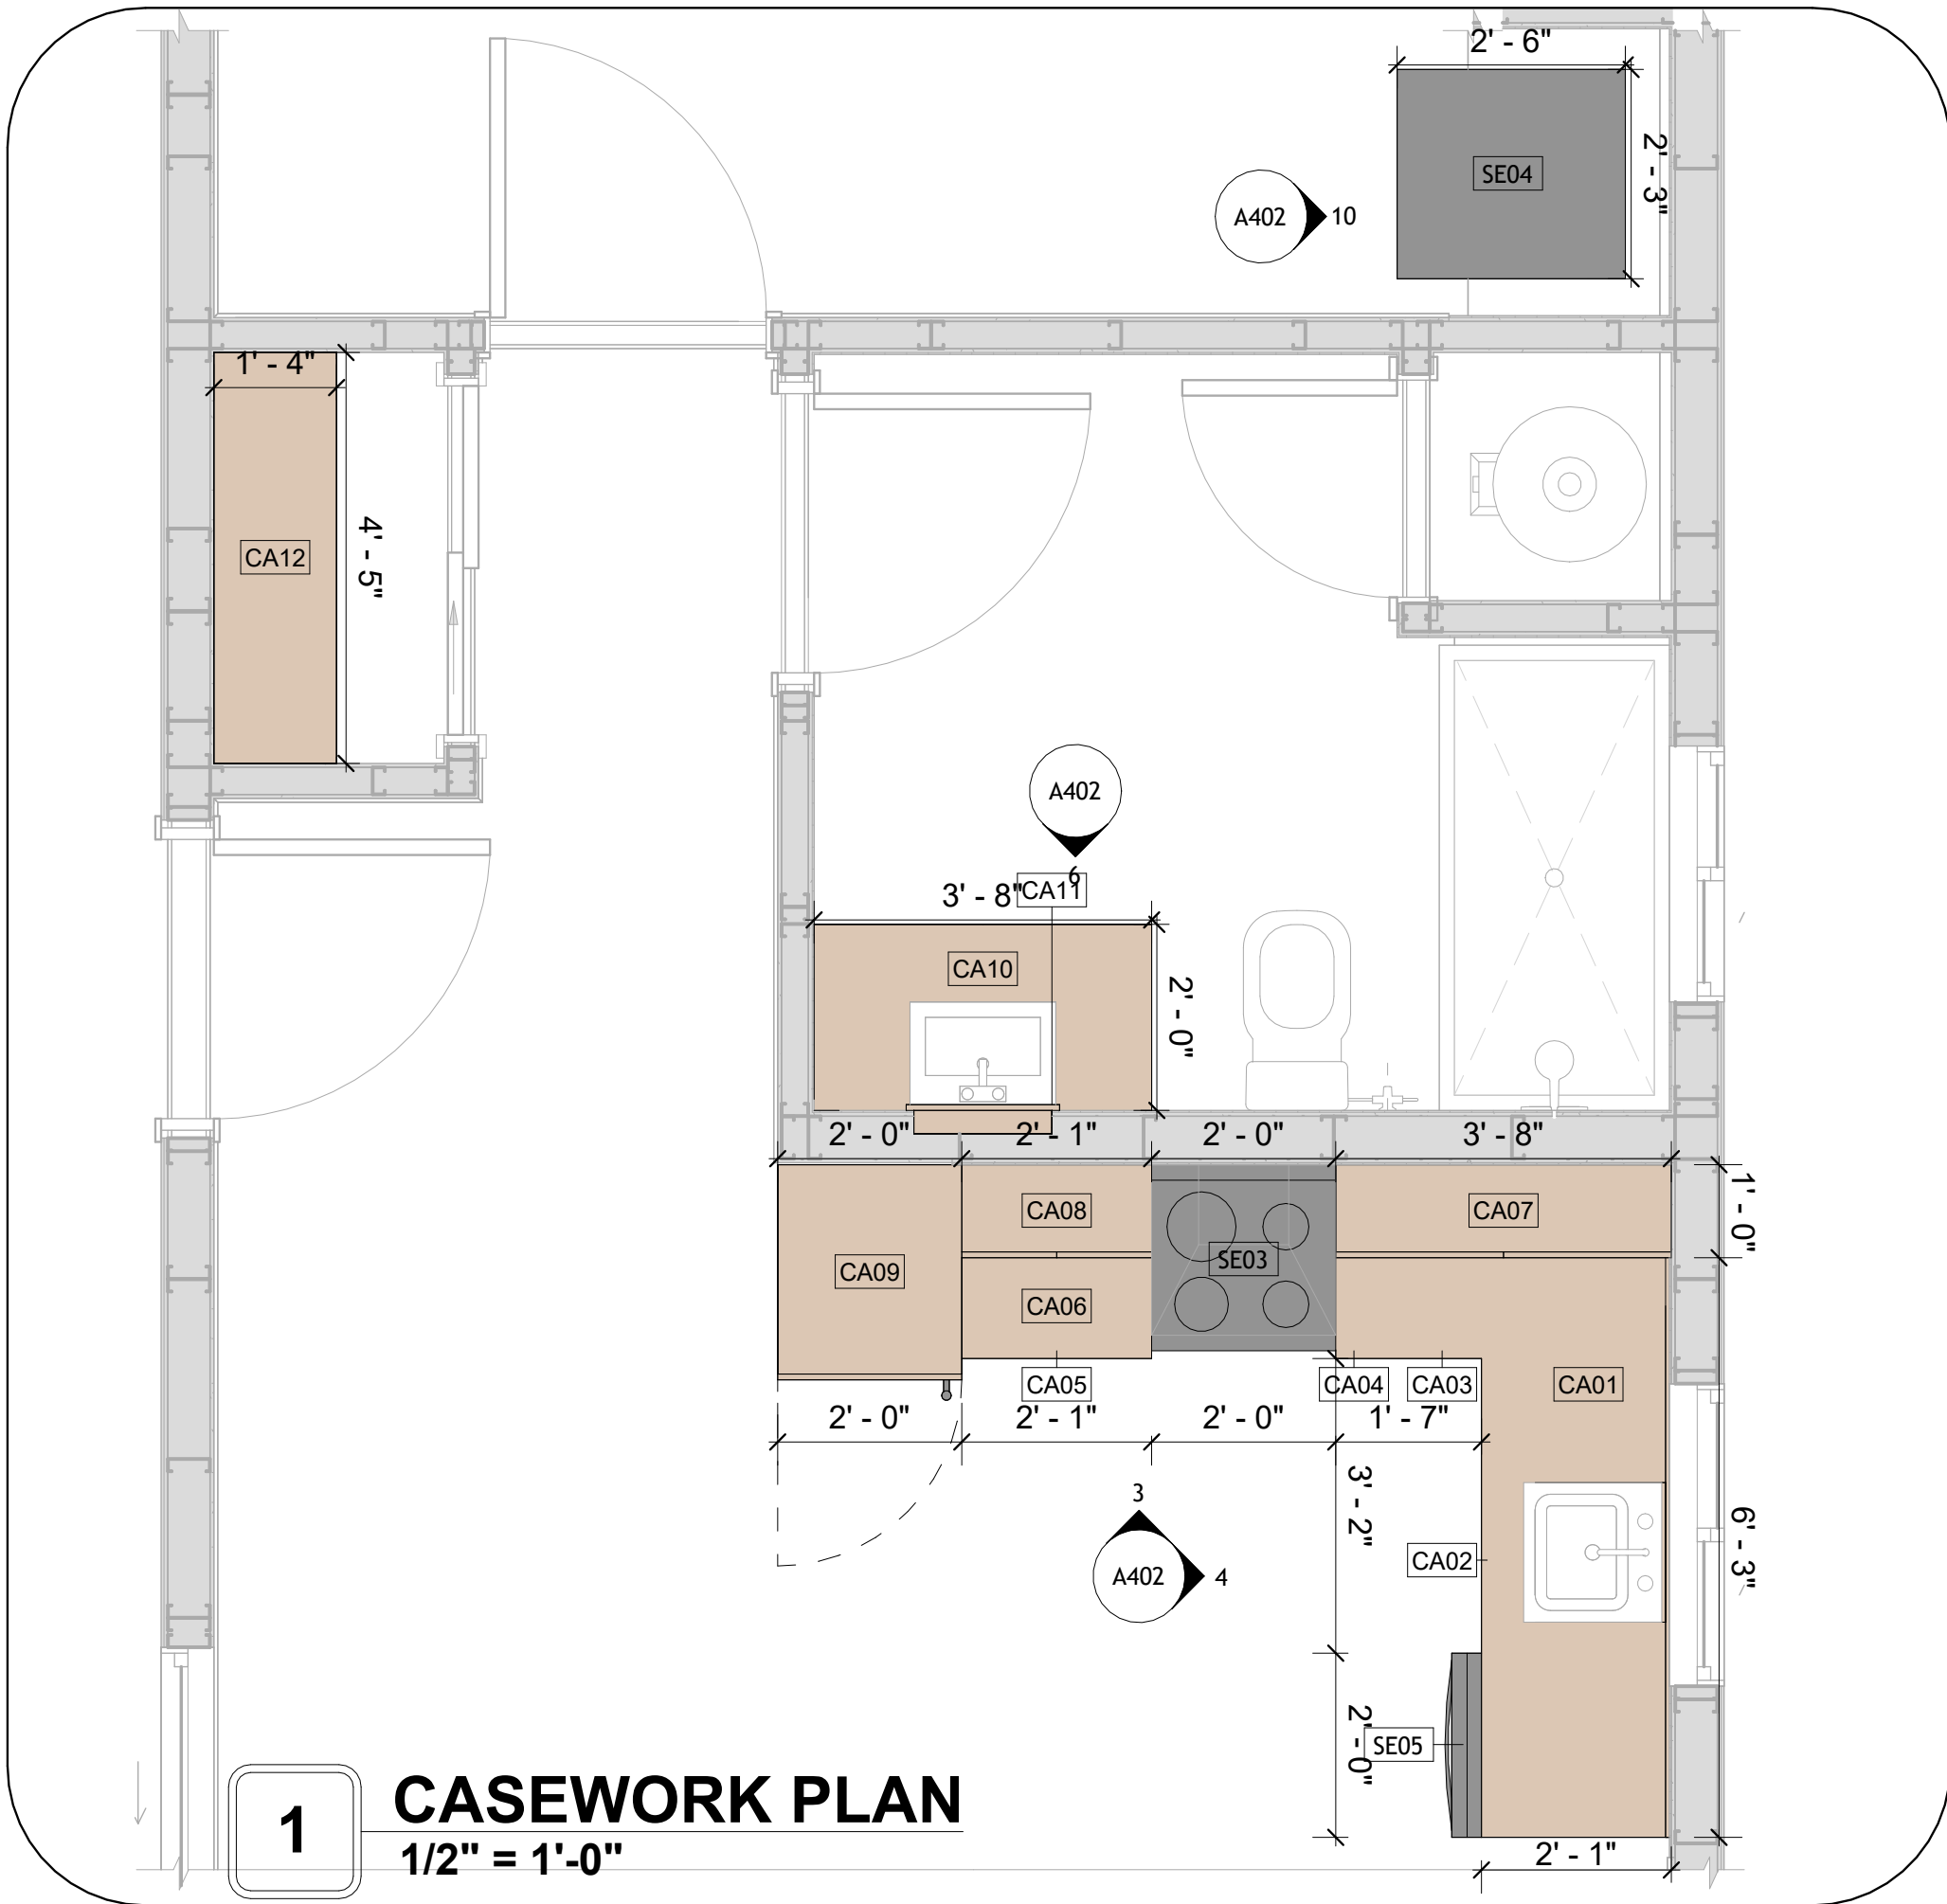 2' - 6"
SE04
2' - 3"
A402
10
1' - 4"
CA12
4' - 5"
A402
6
3' - 8"
CA11
CA10
2' - 0"
2' - 0"
2' - 1"
2' - 0"
3' - 8"
CA08
CA07
1' - 0"
CA09
SE03
CA06
CA05
CA04
CA03
CA01
2' - 0"
2' - 1"
2' - 0"
1' - 7"
3' - 2"
3
A402
4
CA02
6' - 3"
SE05
2' - 0"
2' - 1"
1
CASEWORK PLAN
1/2" = 1'-0"